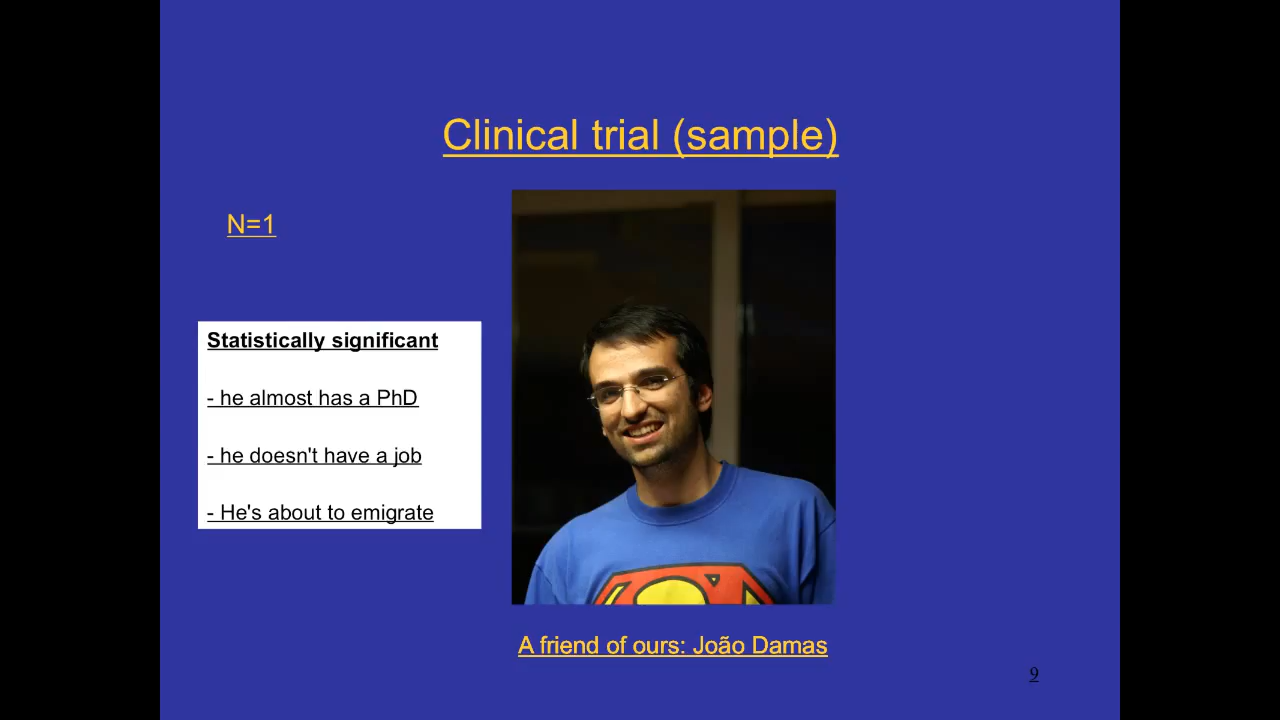 Clinical trial (sample)
N=1
Statistically significant
- he almost has a PhD
- he doesn't have a job
- He's about to emigrate
A friend of ours: João Damas
9